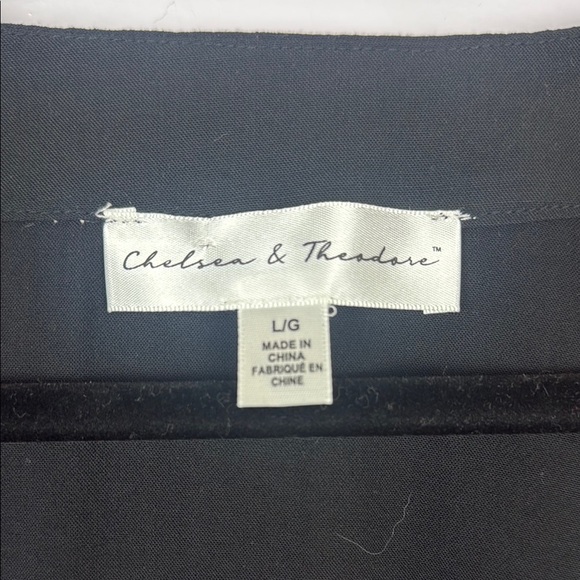 Chelsea & Theodore™
L/G
MADE IN
CHINA
FABRIQUÉ EN
CHINE